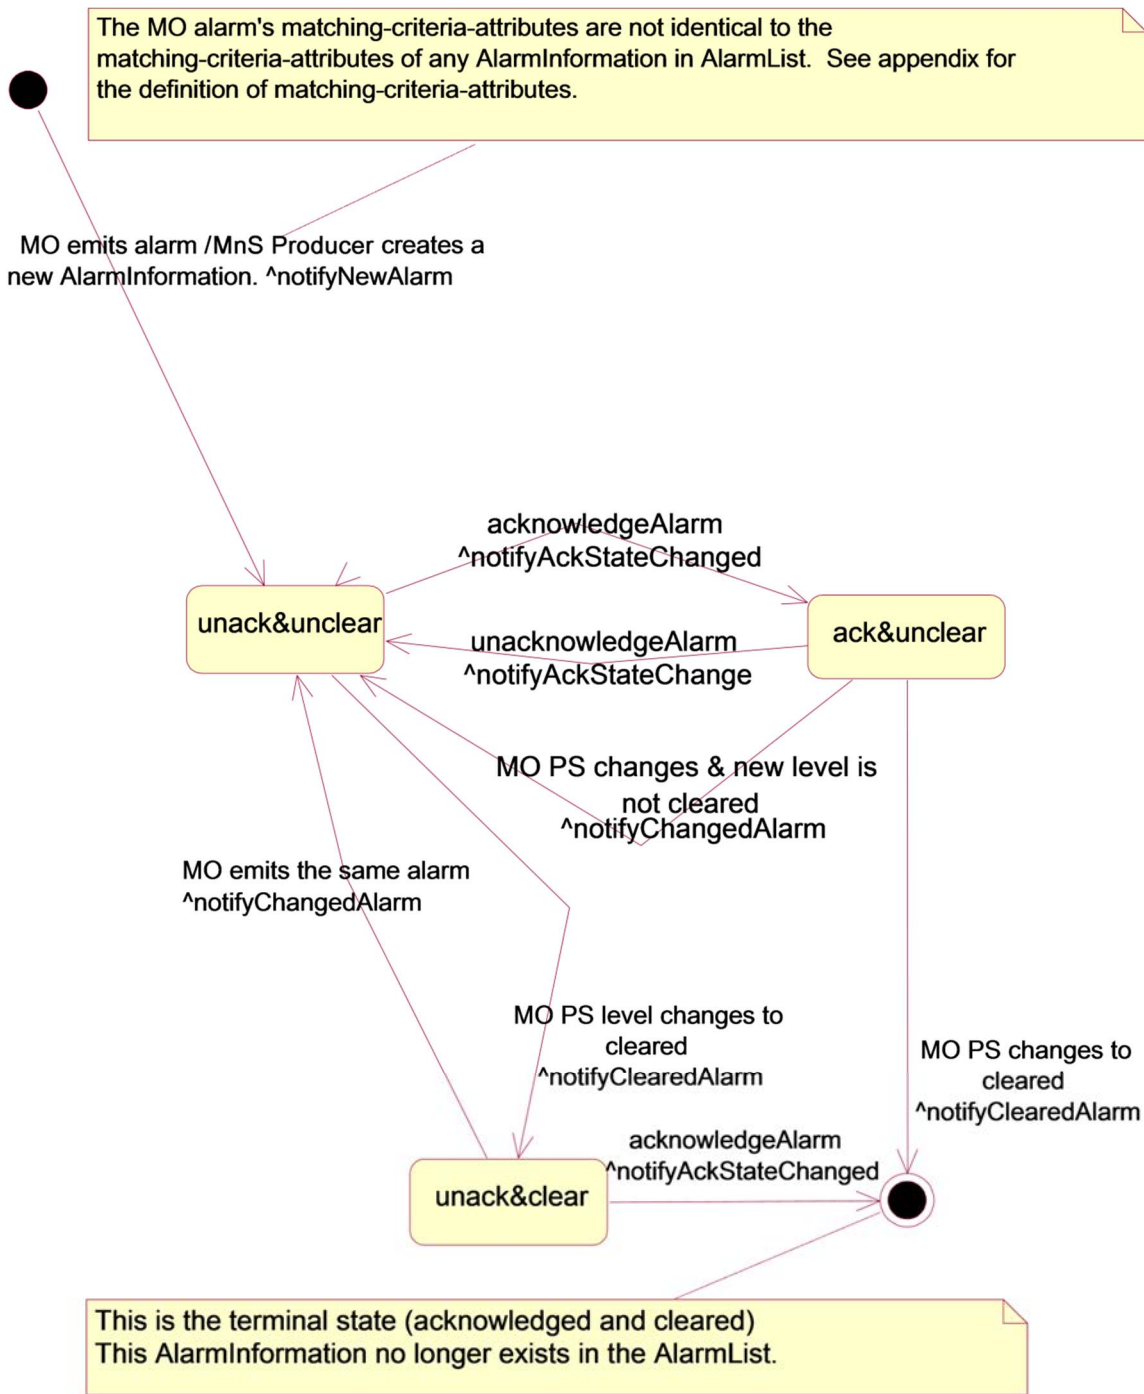 The MO alarm's matching-criteria-attributes are not identical to the
matching-criteria-attributes of any AlarmInformation in AlarmList.  See appendix for
the definition of matching-criteria-attributes.
MO emits alarm /MnS Producer creates a
new AlarmInformation. ^notifyNewAlarm
acknowledgeAlarm
^notifyAckStateChanged
unack&unclear
ack&unclear
unacknowledgeAlarm
^notifyAckStateChange
MO PS changes & new level is
not cleared
^notifyChangedAlarm
MO emits the same alarm
^notifyChangedAlarm
MO PS level changes to
cleared
^notifyClearedAlarm
MO PS changes to
cleared
^notifyClearedAlarm
acknowledgeAlarm
^notifyAckStateChanged
unack&clear
This is the terminal state (acknowledged and cleared)
This AlarmInformation no longer exists in the AlarmList.